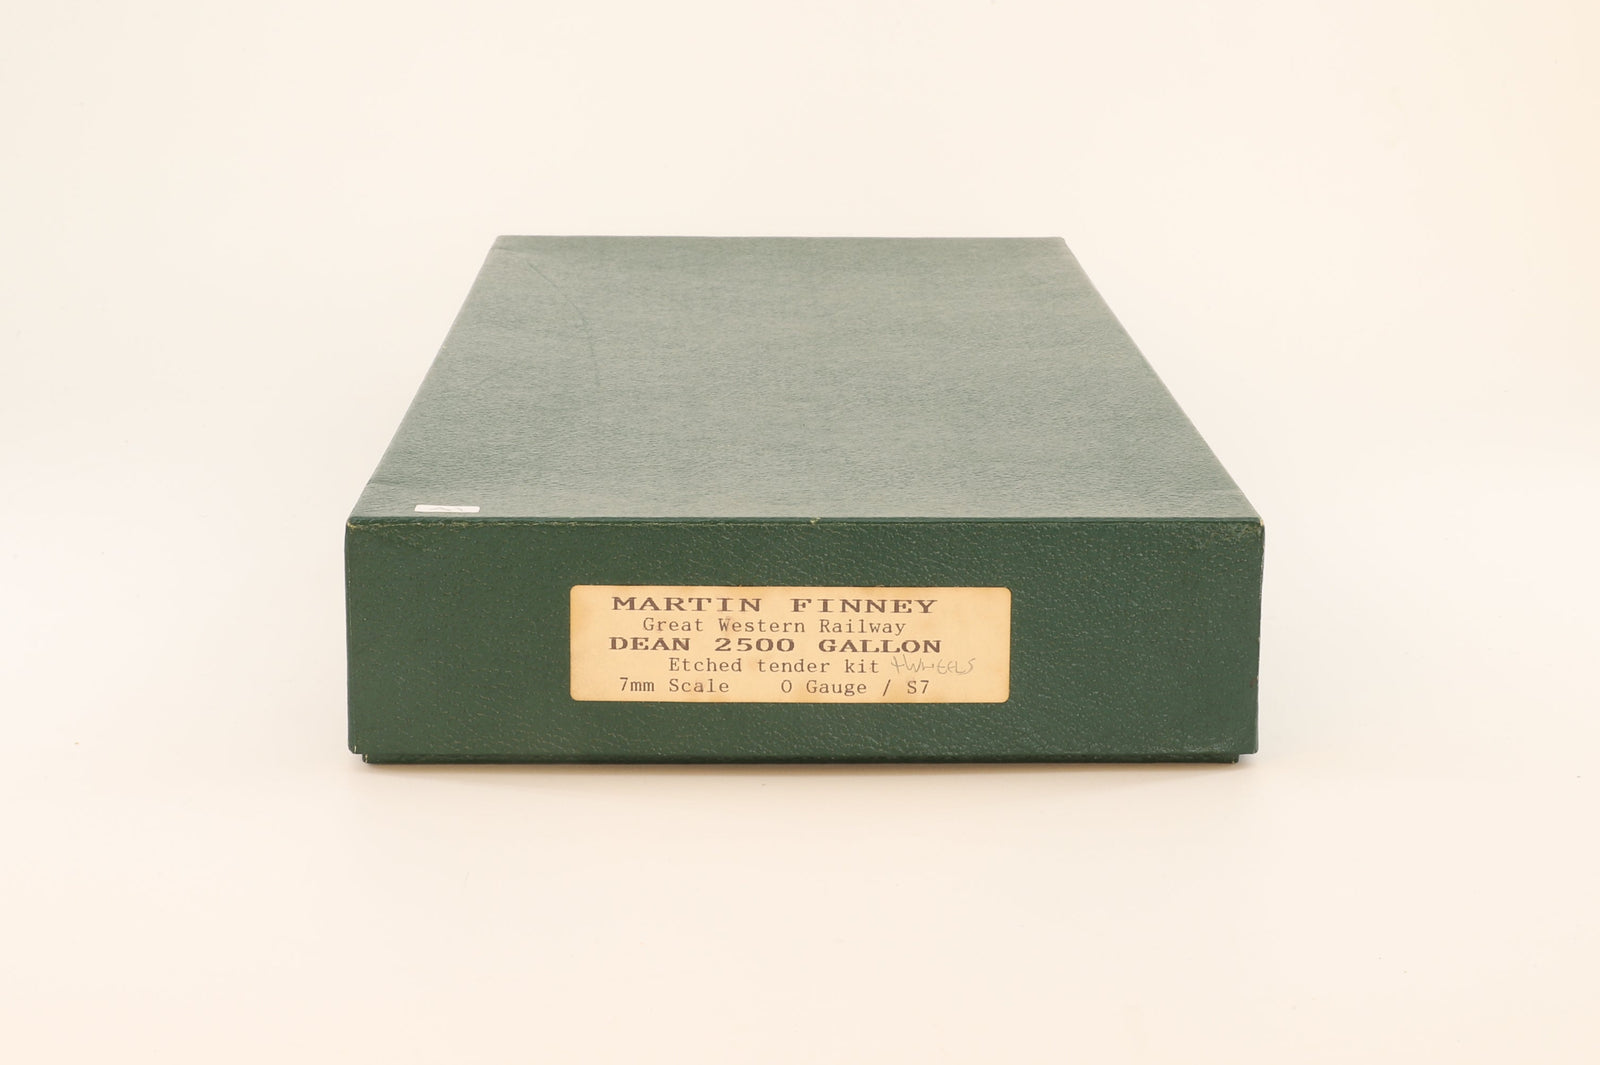 MARTIN FINNEY
Great Western Railway
DEAN 2500 GALLON
Etched tender kit +WHEELS
7mm Scale O Gauge / S7